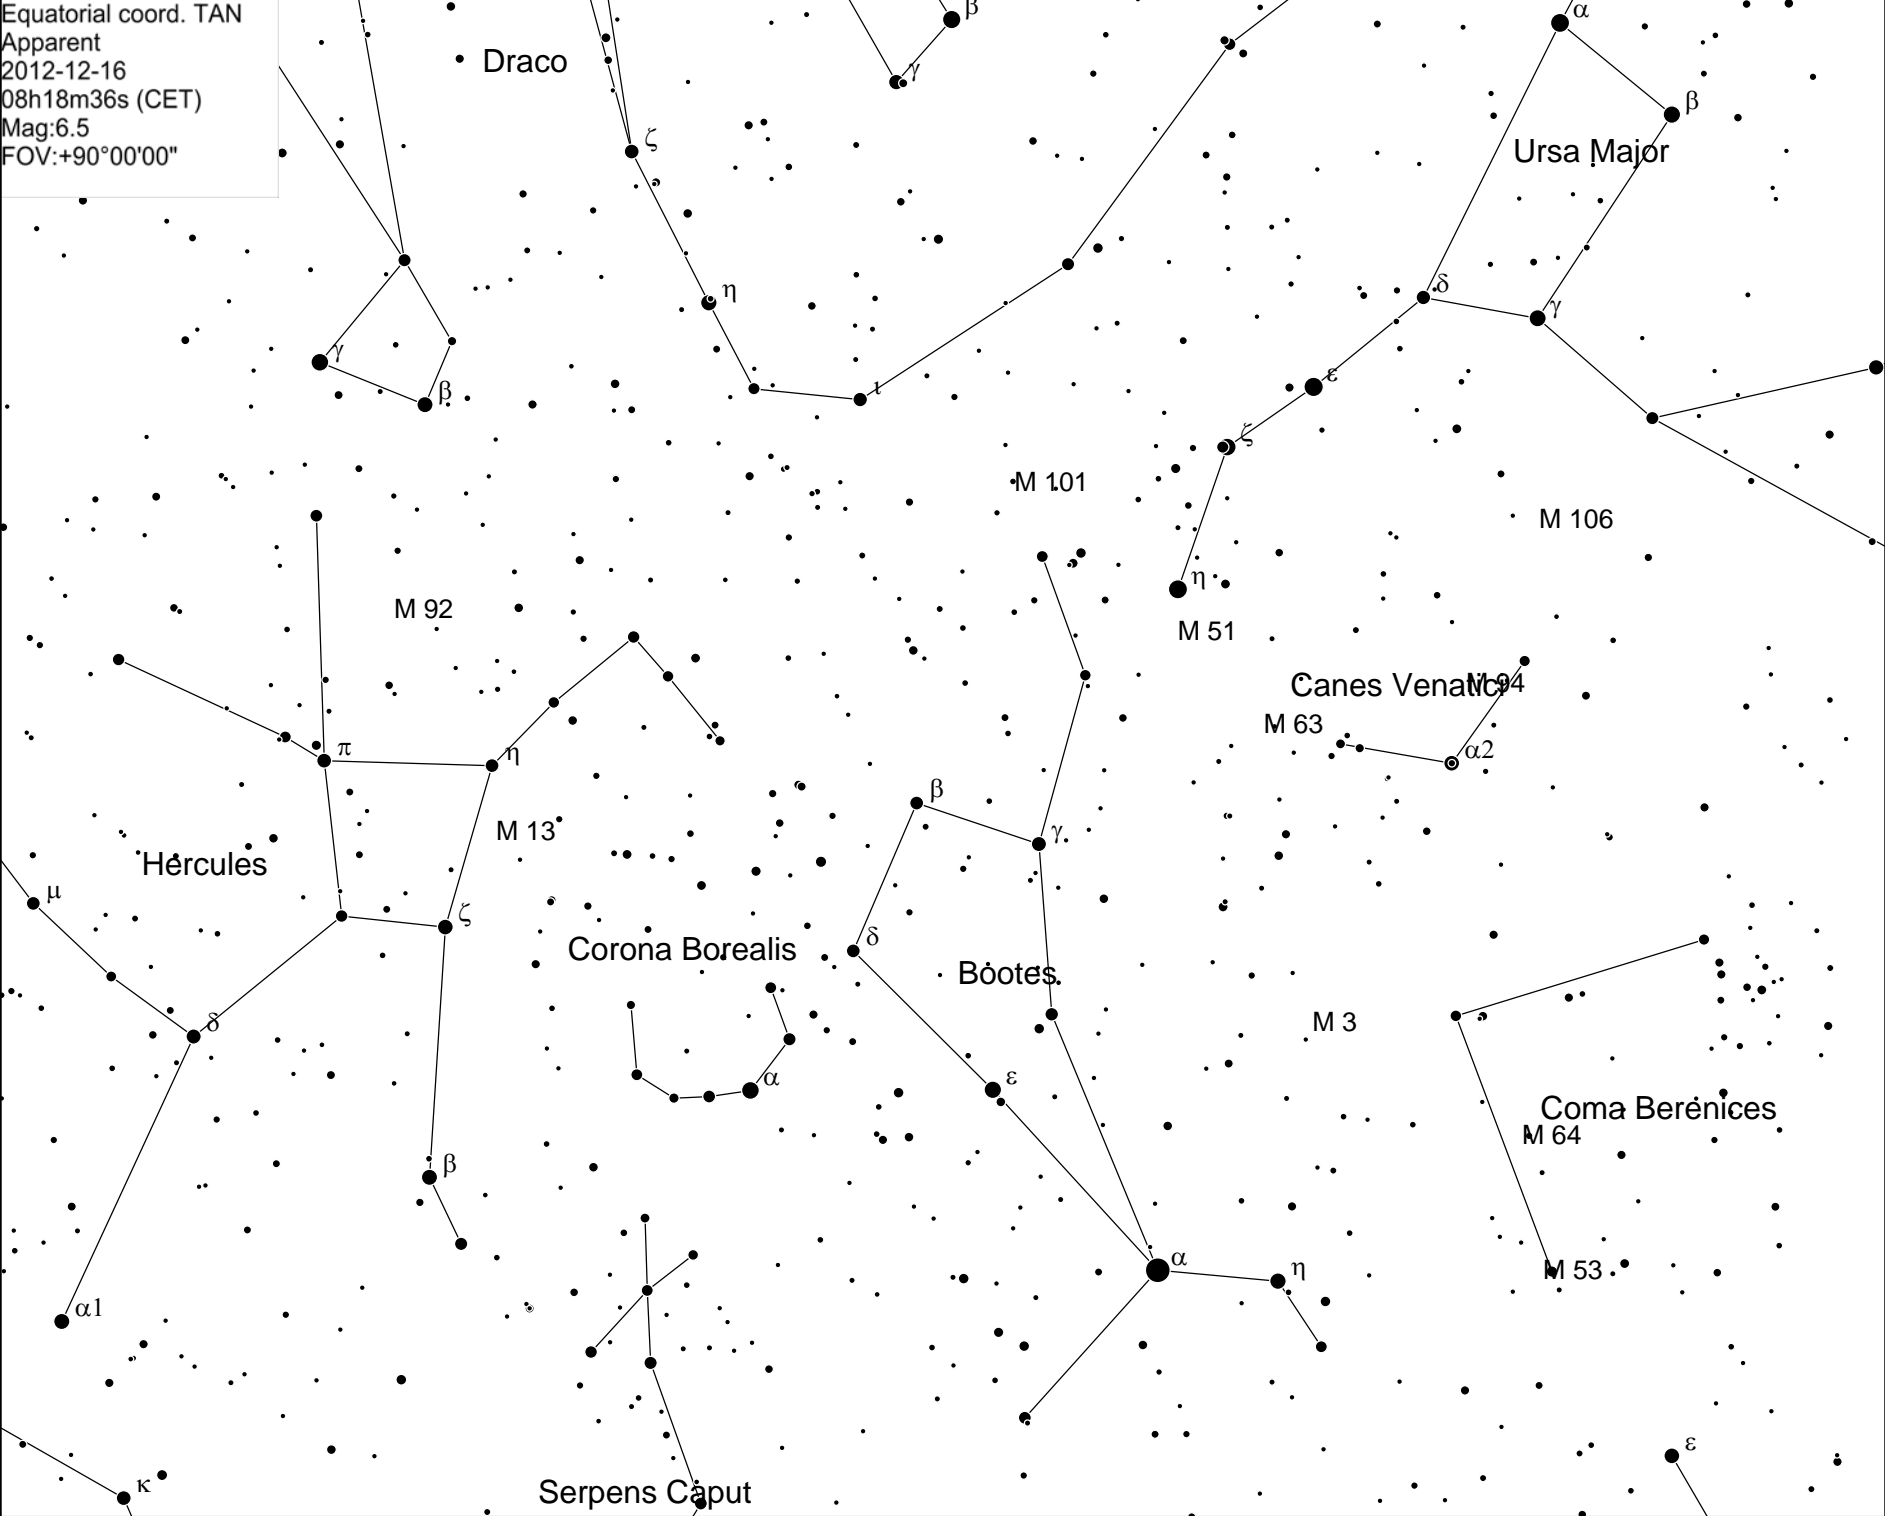 Equatorial coord. TAN
Apparent
2012-12-16
08h18m36s (CET)
Mag:6.5
FOV:+90°00'00"
β
α
Draco
γ
β
ζ
Ursa Major
η
δ
γ
γ
β
ι
ε
ζ
M 101
M 106
η
M 92
M 51
Canes Venatici
M 94
M 63
π
η
α2
β
M 13
γ
Hercules
μ
ζ
δ
Corona Borealis
Bootes
δ
M 3
α
ε
Coma Berenices
M 64
β
α
η
M 53
α1
ε
κ
Serpens Caput